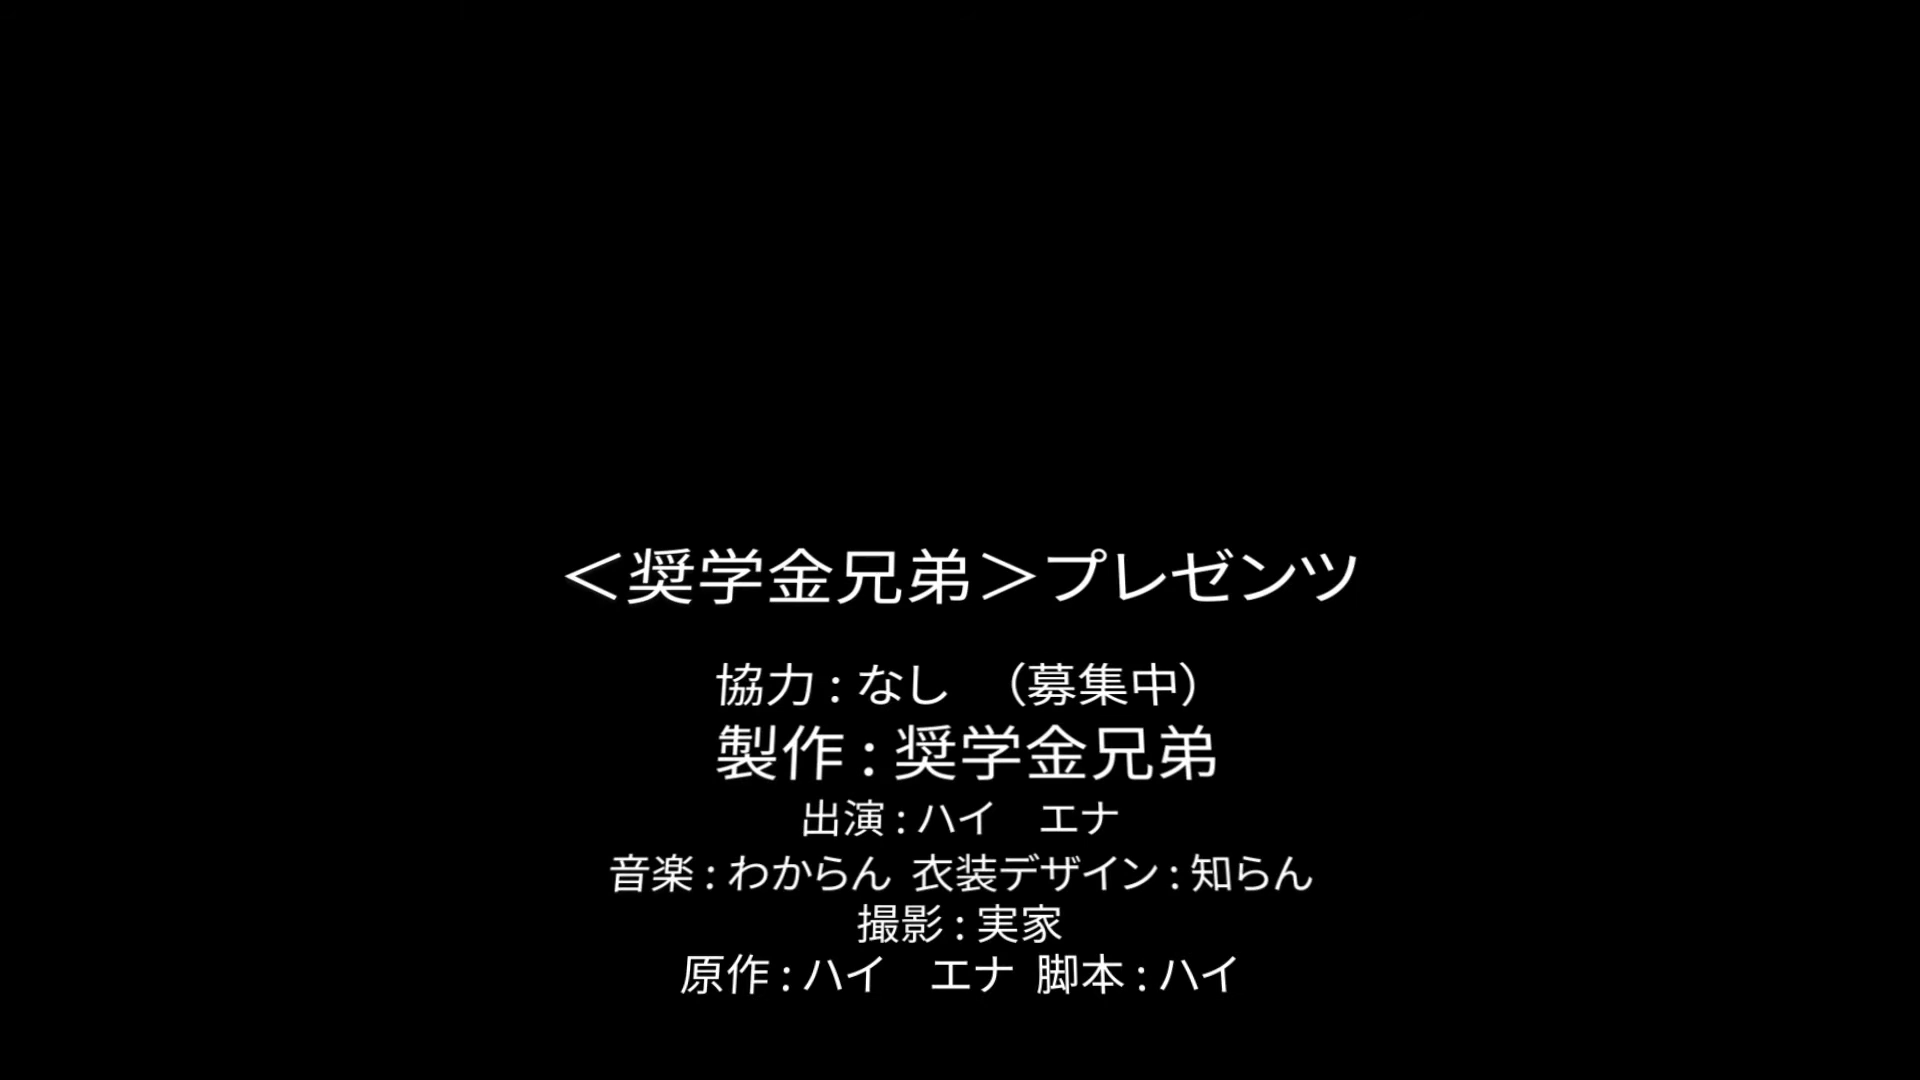 ＜奨学金兄弟＞プレゼンツ
協力 : なし　（募集中）
製作 : 奨学金兄弟
出演 : ハイ　エナ
音楽 : わからん 衣装デザイン : 知らん
撮影 : 実家
原作 : ハイ　エナ 脚本 : ハイ